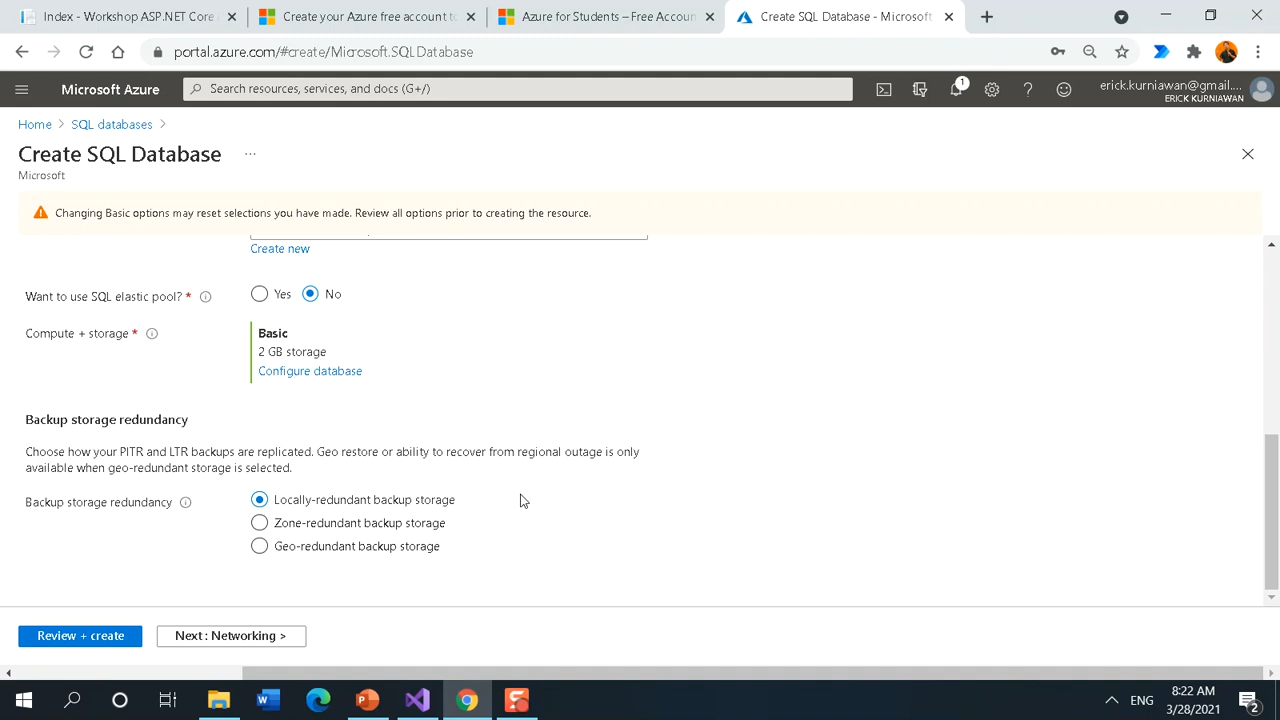 Index - Workshop ASP.NET Core
Create your Azure free account to
Azure for Students – Free Accoun
Create SQL Database - Microsoft
portal.azure.com/#create/Microsoft.SQLDatabase
Microsoft Azure
Search resources, services, and docs (G+/)
1
erick.kurniawan@gmail....
ERICK KURNIAWAN
Home > SQL databases >
Create SQL Database ...
Microsoft
Changing Basic options may reset selections you have made. Review all options prior to creating the resource.
Create new
Want to use SQL elastic pool? * Yes No
Compute + storage * Basic
2 GB storage
Configure database
Backup storage redundancy
Choose how your PITR and LTR backups are replicated. Geo restore or ability to recover from regional outage is only
available when geo-redundant storage is selected.
Backup storage redundancy Locally-redundant backup storage
Zone-redundant backup storage
Geo-redundant backup storage
Review + create
Next : Networking >
ENG
8:22 AM
3/28/2021
2